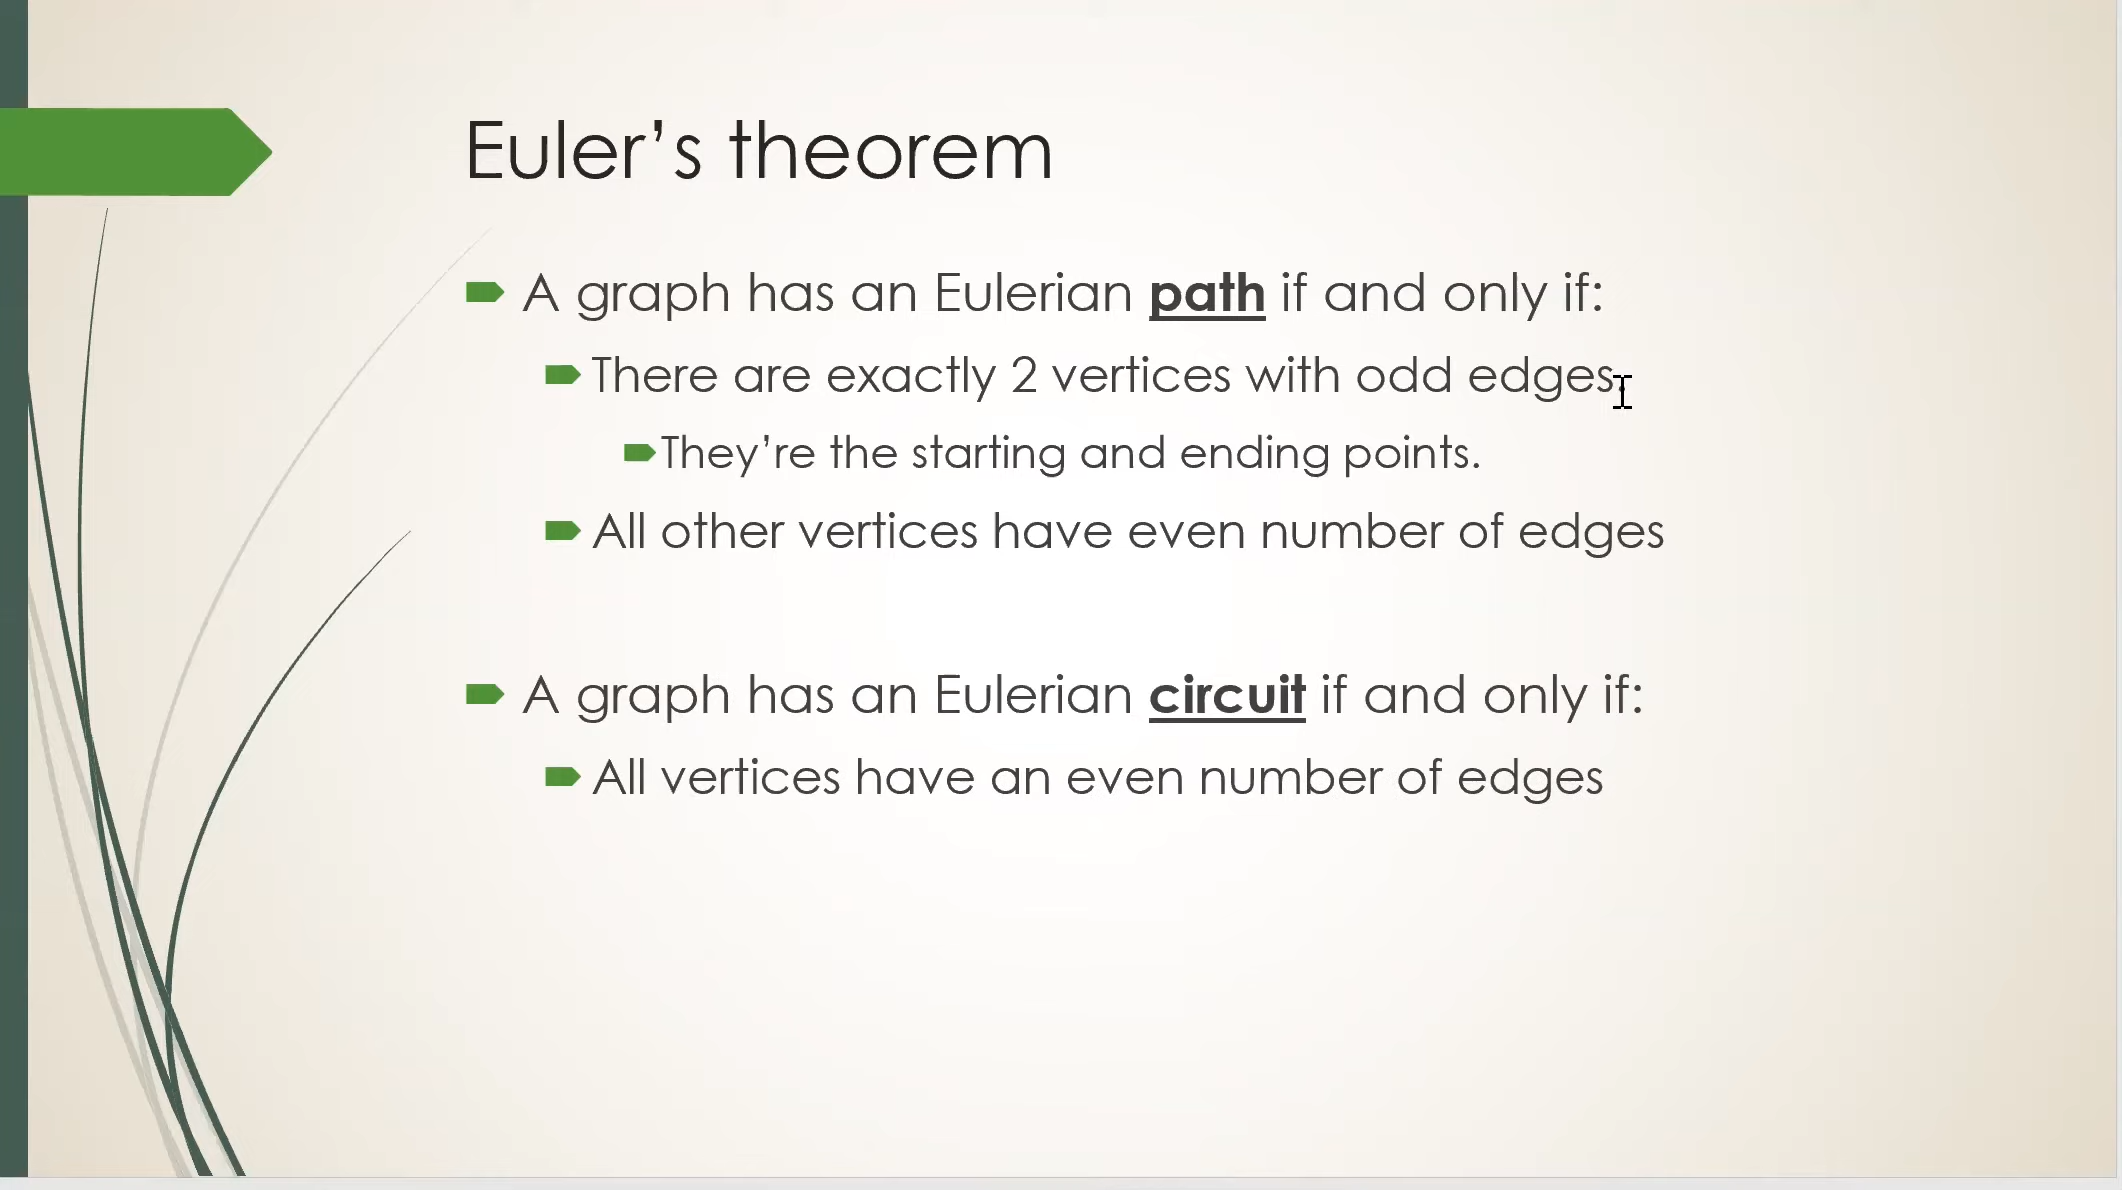 Euler’s theorem
A graph has an Eulerian path if and only if:
There are exactly 2 vertices with odd edges.
They’re the starting and ending points.
All other vertices have even number of edges
A graph has an Eulerian circuit if and only if:
All vertices have an even number of edges